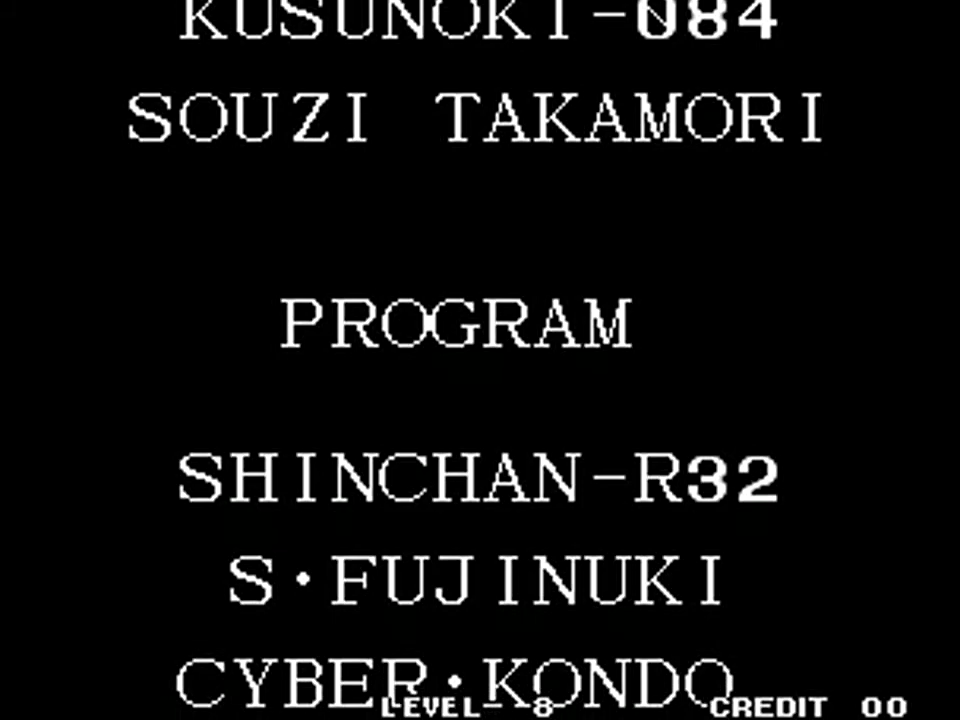 KUSUNOKI-084
SOUZI TAKAMORI
PROGRAM
SHINCHAN-R32
S·FUJINUKI
CYBER·KONDO
LEVEL 8 CREDIT 00